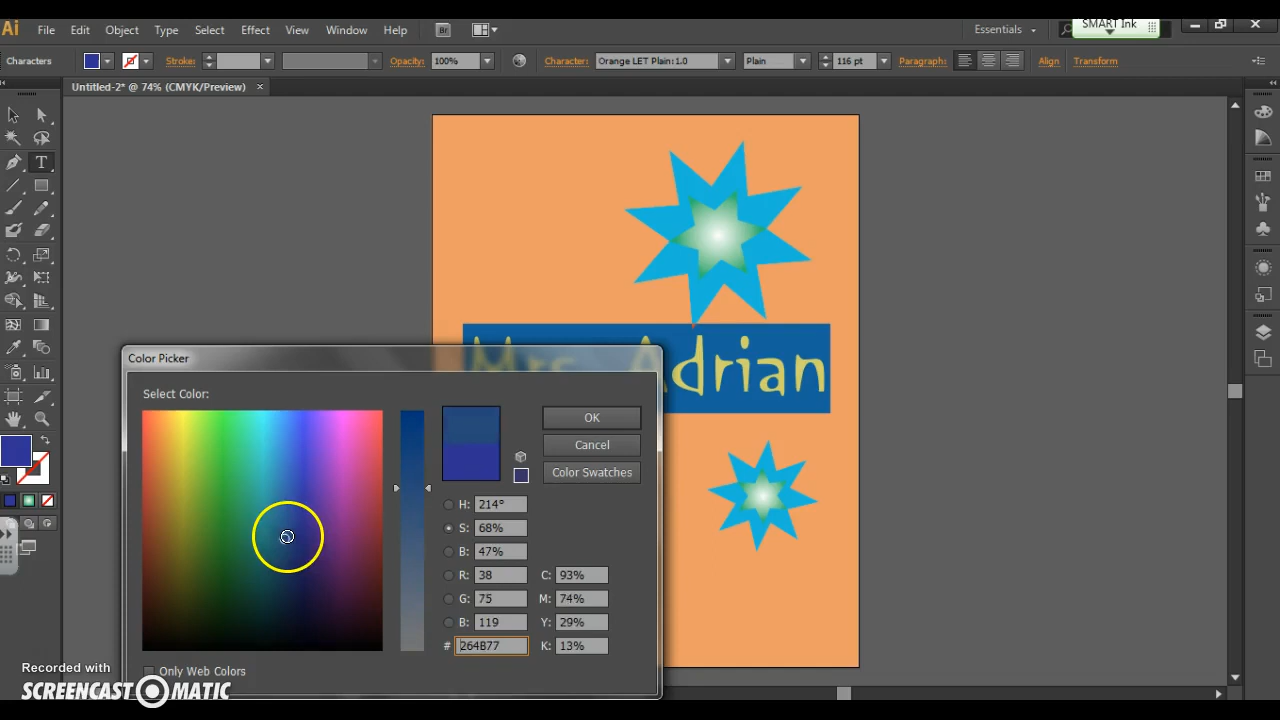 Ai File Edit Object Type Select Effect View Window Help Br Essentials SMART Ink
Characters Stroke: Opacity: 100% Character: Orange LET Plain:1.0 Plain 116 pt Paragraph: Align Transform
Untitled-2* @ 74% (CMYK/Preview)
T
Mrs. Adrian
Color Picker
Select Color:
OK
Cancel
Color Swatches
H: 214°
S: 68%
B: 47%
R: 38 C: 93%
G: 75 M: 74%
B: 119 Y: 29%
# 264B77 K: 13%
Only Web Colors
Recorded with
SCREENCAST-O-MATIC